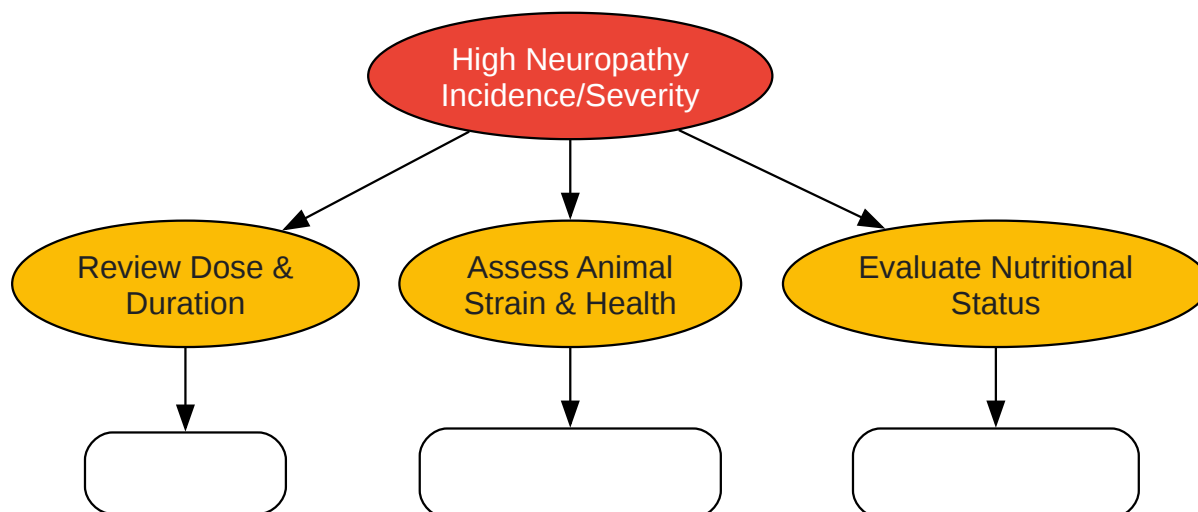 High Neuropathy
Incidence/Severity
Review Dose &
Duration
Assess Animal
Strain & Health
Evaluate Nutritional
Status